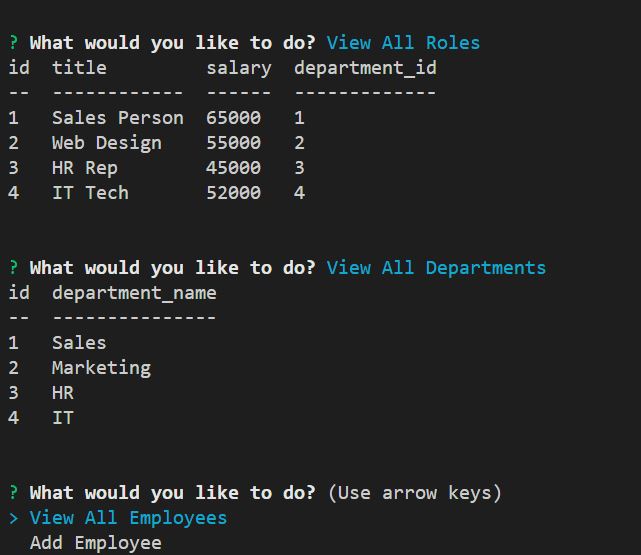 ? What would you like to do? View All Roles
id  title         salary  department_id
--  ------------  ------  -------------
1   Sales Person  65000   1
2   Web Design    55000   2
3   HR Rep        45000   3
4   IT Tech       52000   4
? What would you like to do? View All Departments
id  department_name
--  ---------------
1   Sales
2   Marketing
3   HR
4   IT
? What would you like to do? (Use arrow keys)
> View All Employees
  Add Employee